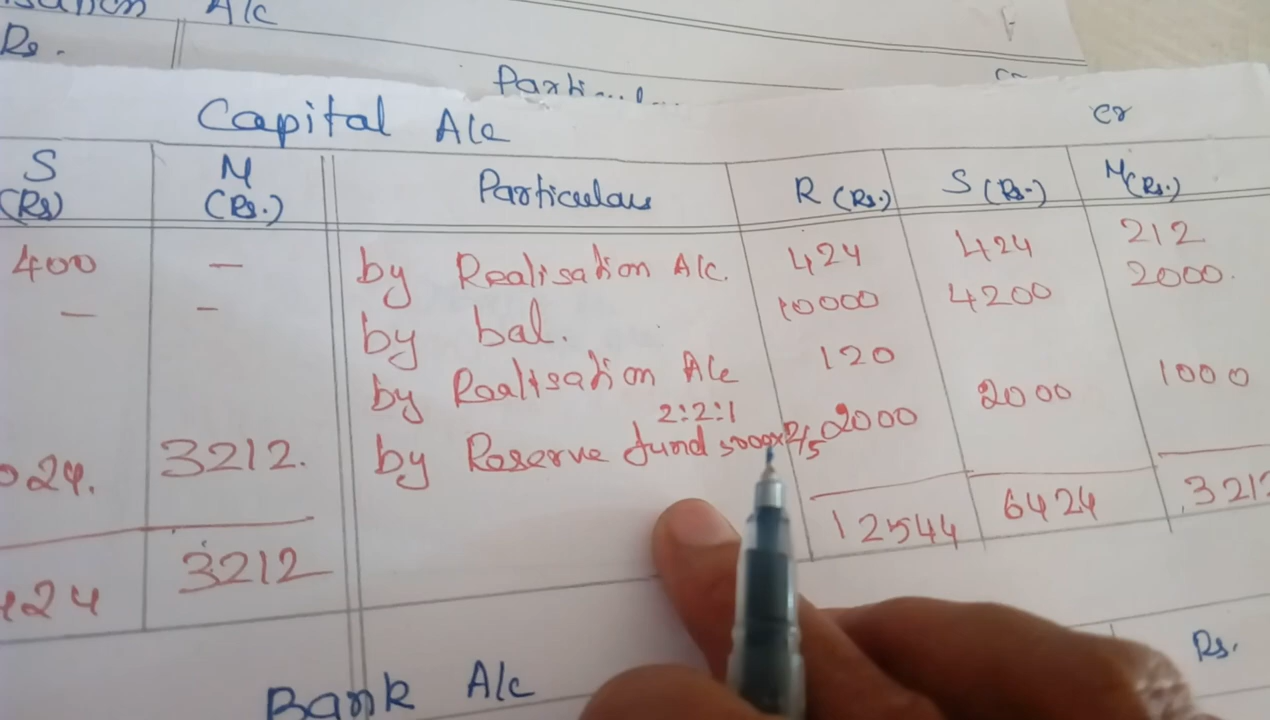 A/c
Rs.
Capital A/c
cr
S (Rs) M (Rs.) Particulars R (Rs.) S (Rs.) M (Rs.)
400 — by Realisation A/c. 424 424 212
— - by bal. 10000 4200 2000.
by Realisation A/c 120
2:2:1
3212. by Reserve fund 5000x2/5 2000 2000 1000
3212 12544 6424 3212
Bank A/c
Rs.